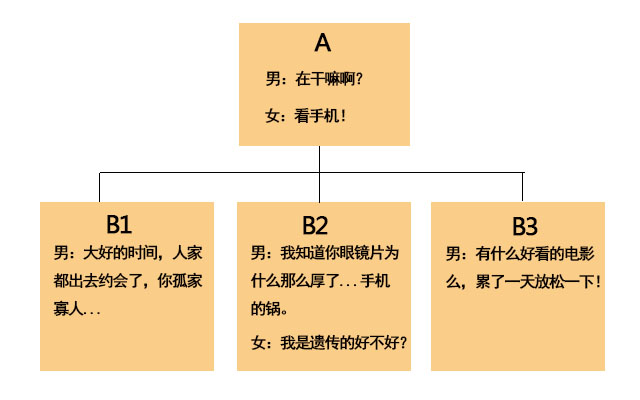 A
男：在干嘛啊？
女：看手机！
B1
男：大好的时间，人家
都出去约会了，你孤家
寡人...
B2
男：我知道你眼镜片为
什么那么厚了...手机
的锅。
女：我是遗传的好不好？
B3
男：有什么好看的电影
么，累了一天放松一下！